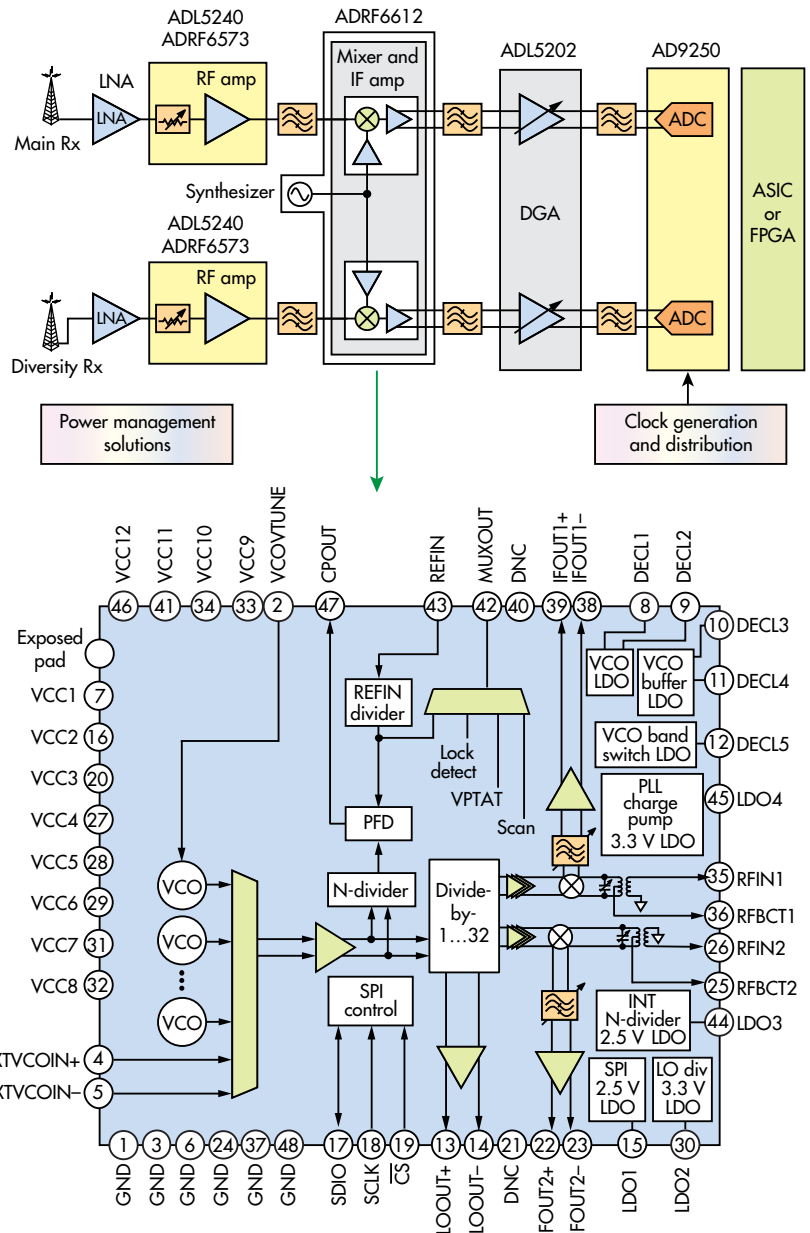 ADL5240
ADRF6573
ADRF6612
ADL5202
AD9250
LNA
RF amp
Mixer and
IF amp
LNA
ADC
Main Rx
Synthesizer
DGA
ASIC
or
FPGA
ADL5240
ADRF6573
RF amp
LNA
ADC
Diversity Rx
Power management
solutions
Clock generation
and distribution
VCC12
VCC11
VCC10
VCC9
VCOVTUNE
CPOUT
REFIN
MUXOUT
DNC
IFOUT1+
IFOUT1−
DECL1
DECL2
46
41
34
33
2
47
43
42
40
39
38
8
9
10 DECL3
Exposed
pad
VCO
LDO
VCO
buffer
LDO
11 DECL4
VCC1 7
REFIN
divider
VCC2 16
VCO band
switch LDO
12 DECL5
Lock
detect
VPTAT
Scan
VCC3 20
PLL
charge
pump
3.3 V LDO
45 LDO4
VCC4 27
PFD
VCC5 28
VCO
N-divider
Divide-
by-
1...32
35 RFIN1
VCC6 29
36 RFBCT1
VCC7 31
VCO
26 RFIN2
VCC8 32
25 RFBCT2
SPI
control
INT
N-divider
2.5 V LDO
44 LDO3
VCO
XTVCOIN+ 4
XTVCOIN− 5
SPI
2.5 V
LDO
LO div
3.3 V
LDO
1
3
6
24
37
48
17
18
19
13
14
21
22
23
15
30
GND
GND
GND
GND
GND
GND
SDIO
SCLK
CS
LOOUT+
LOOUT−
DNC
FOUT2+
FOUT2−
LDO1
LDO2